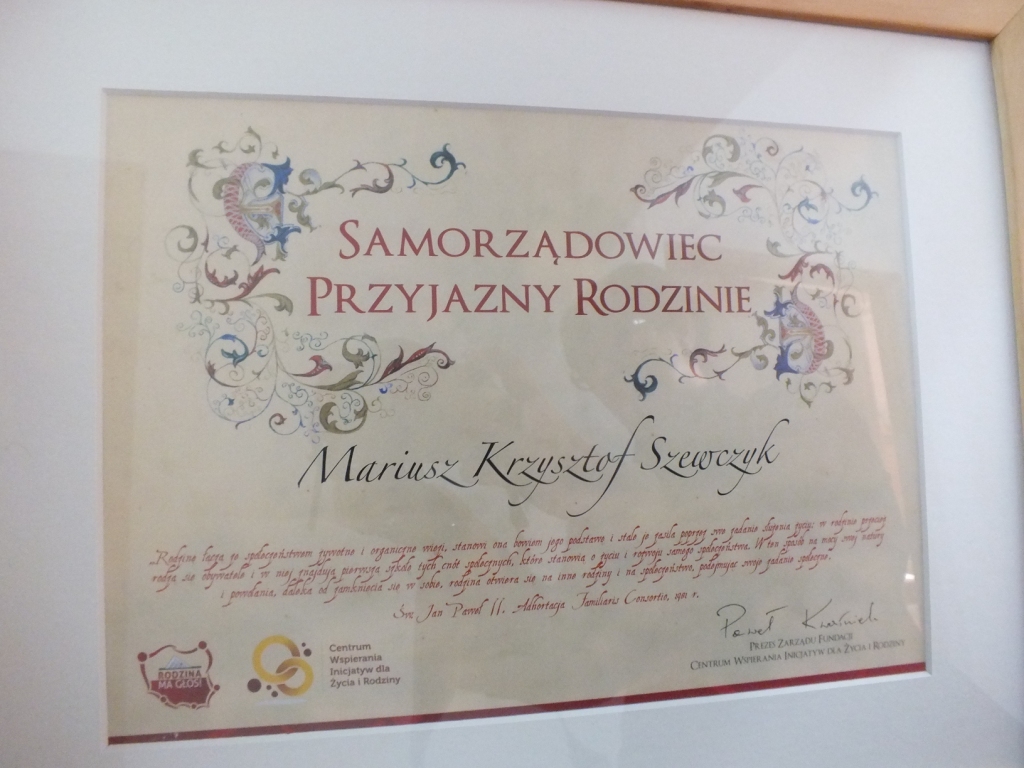 Samorządowiec
Przyjazny Rodzinie
Mariusz Krzysztof Szewczyk
„Rodzinę łączą ze społeczeństwem żywotne i organiczne więzi, stanowi ona bowiem jego podstawę i stale je zasila poprzez swe zadanie służenia życiu: w rodzinie przecież
rodzą się obywatele i w niej znajdują pierwszą szkołę tych cnót społecznych, które stanowią o życiu i rozwoju samego społeczeństwa. W ten sposób na mocy swej natury
i powołania, daleka od zamknięcia się w sobie, rodzina otwiera się na inne rodziny i na społeczeństwo, podejmując swoje zadanie społeczne.
Św. Jan Paweł II, Adhortacja Familiaris Consortio, 1981 r.
Paweł
Prezes Zarządu Fundacji
Centrum Wspierania Inicjatyw dla Życia i Rodziny
RODZINA
MA GŁOS!
Centrum
Wspierania
Inicjatyw dla
Życia i Rodziny